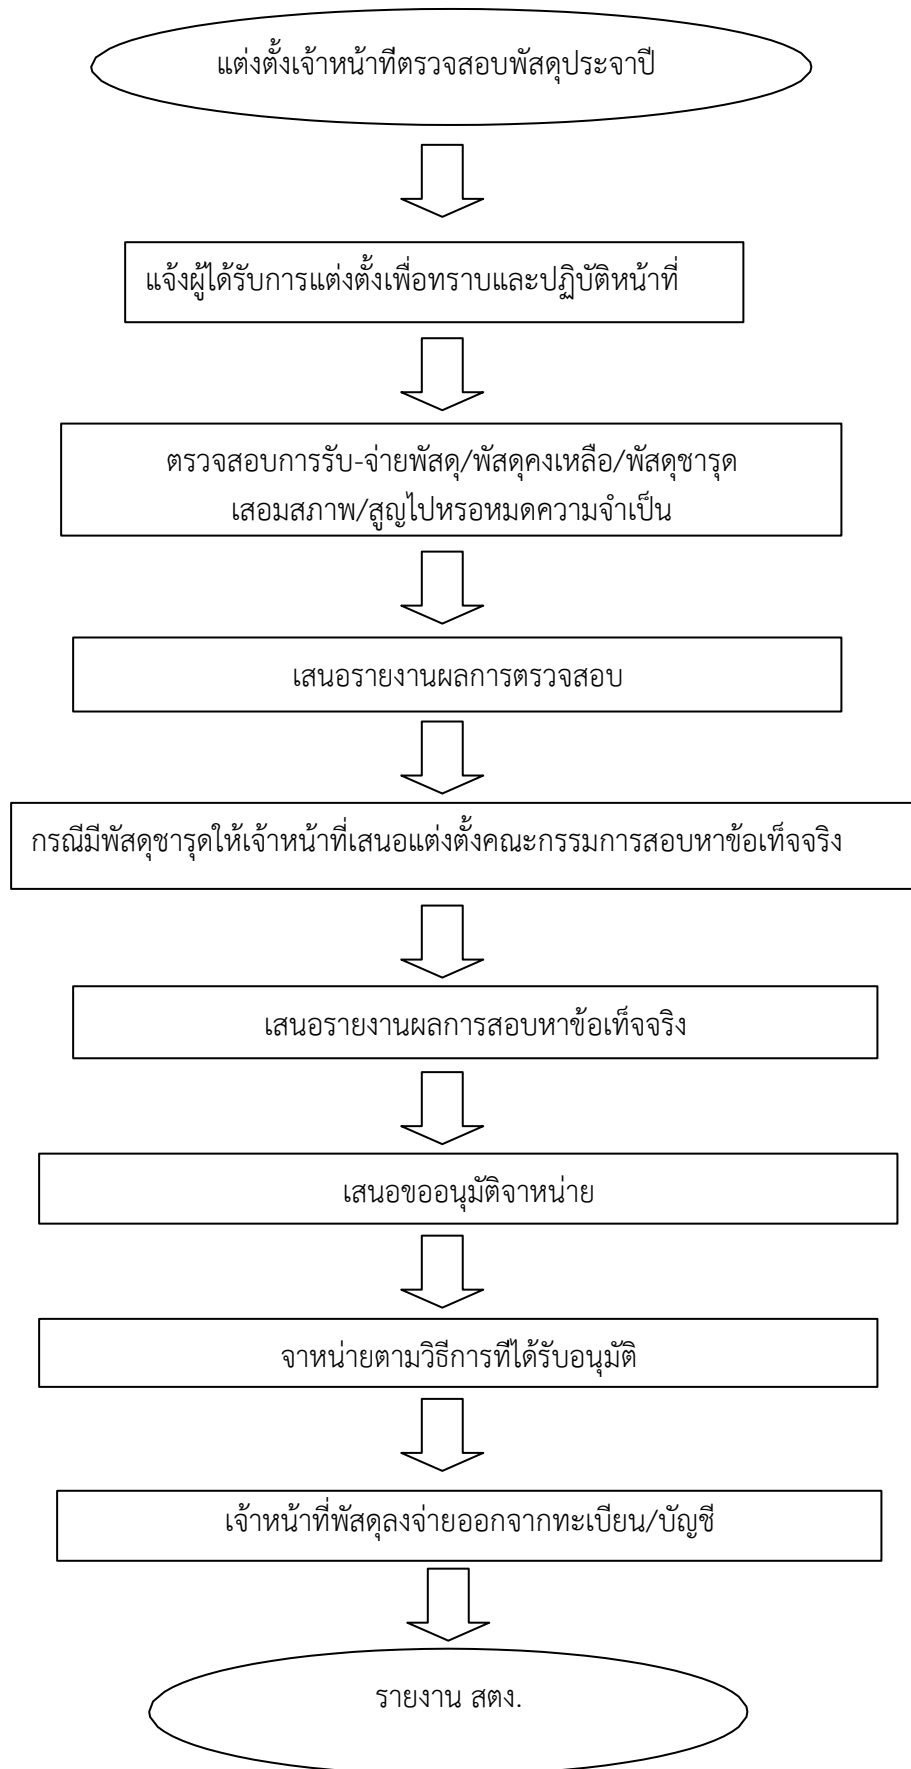 แต่งตั้งเจ้าหน้าทีตรวจสอบพัสดุประจาปี
แจ้งผู้ได้รับการแต่งตั้งเพื่อทราบและปฏิบัติหน้าที่
ตรวจสอบการรับ-จ่ายพัสดุ/พัสดุคงเหลือ/พัสดุชารุด
เสอมสภาพ/สูญไปหรอหมดความจำเป็น
เสนอรายงานผลการตรวจสอบ
กรณีมีพัสดุชารุดให้เจ้าหน้าที่เสนอแต่งตั้งคณะกรรมการสอบหาข้อเท็จจริง
เสนอรายงานผลการสอบหาข้อเท็จจริง
เสนอขออนุมัติจาหน่าย
จาหน่ายตามวิธีการทีได้รับอนุมัติ
เจ้าหน้าที่พัสดุลงจ่ายออกจากทะเบียน/บัญชี
รายงาน สตง.